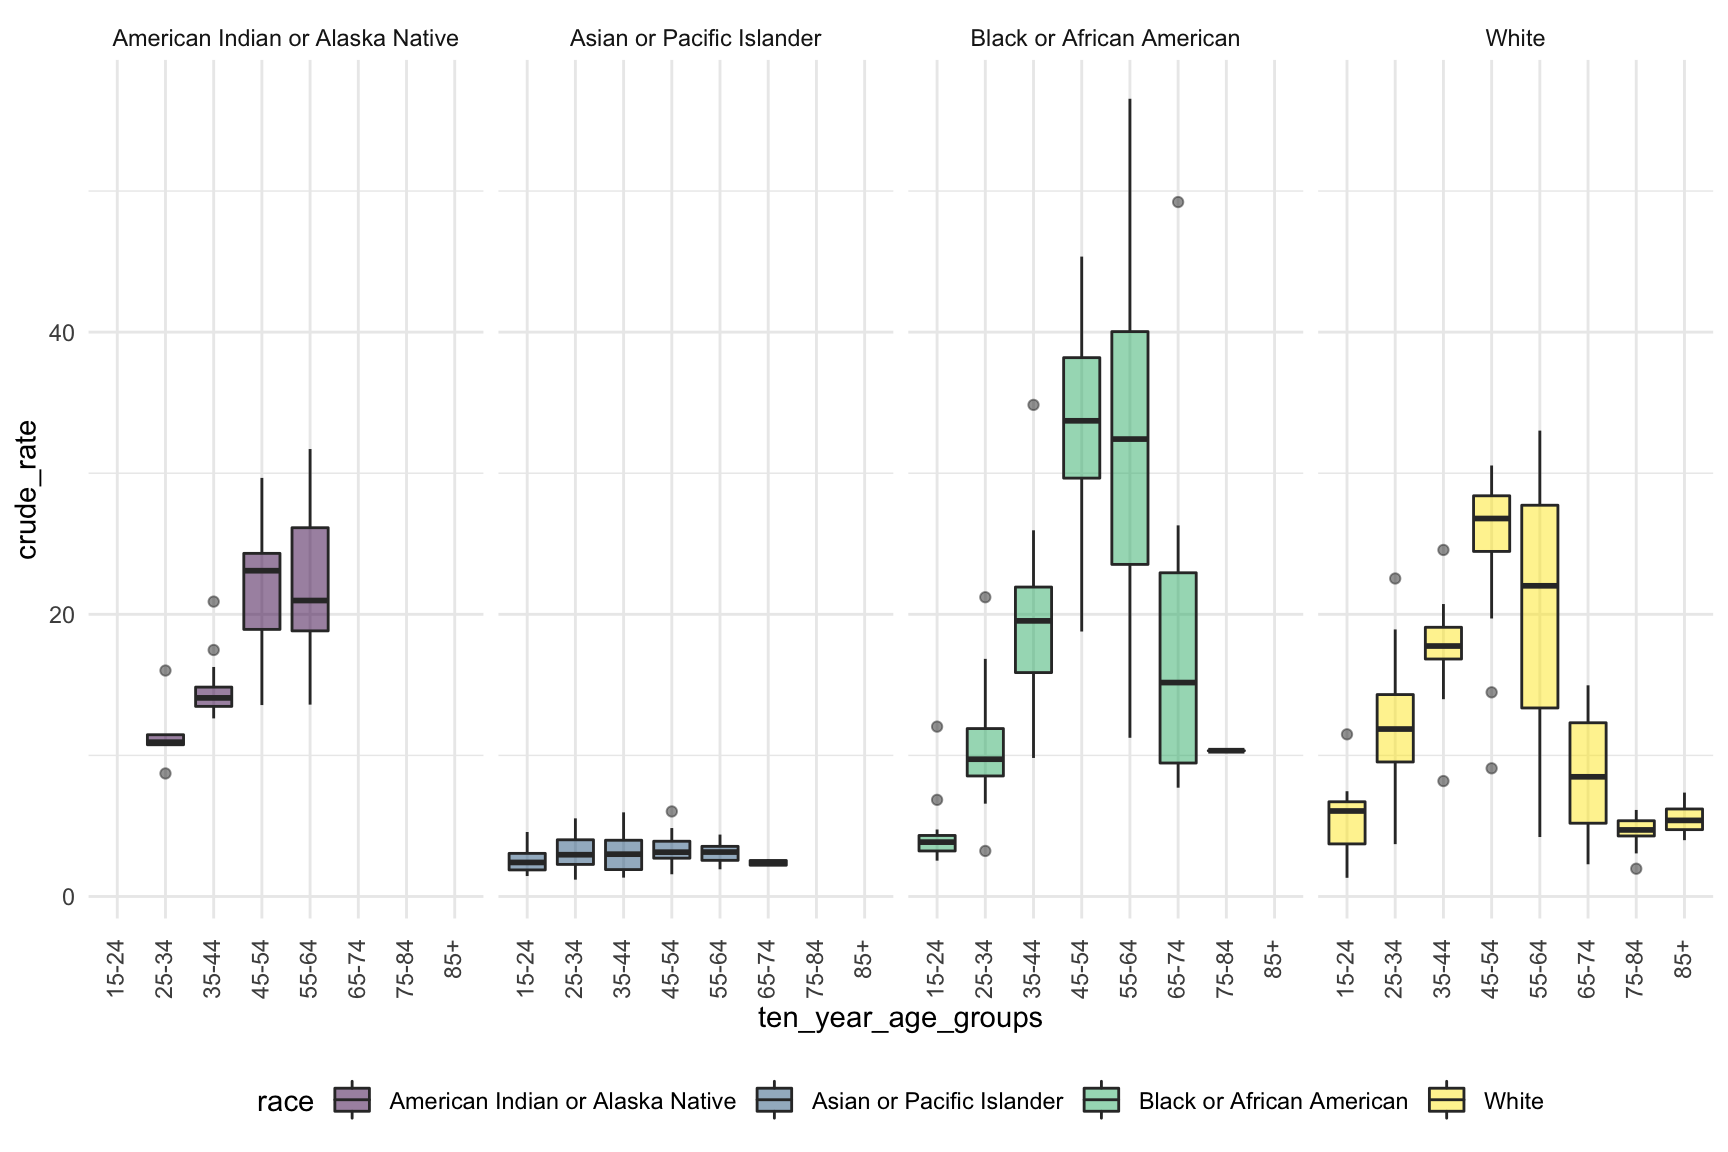 American Indian or Alaska Native Asian or Pacific Islander Black or African American White
crude_rate
40
20
0
15-24 25-34 35-44 45-54 55-64 65-74 75-84 85+ 15-24 25-34 35-44 45-54 55-64 65-74 75-84 85+ 15-24 25-34 35-44 45-54 55-64 65-74 75-84 85+ 15-24 25-34 35-44 45-54 55-64 65-74 75-84 85+
ten_year_age_groups
race American Indian or Alaska Native Asian or Pacific Islander Black or African American White